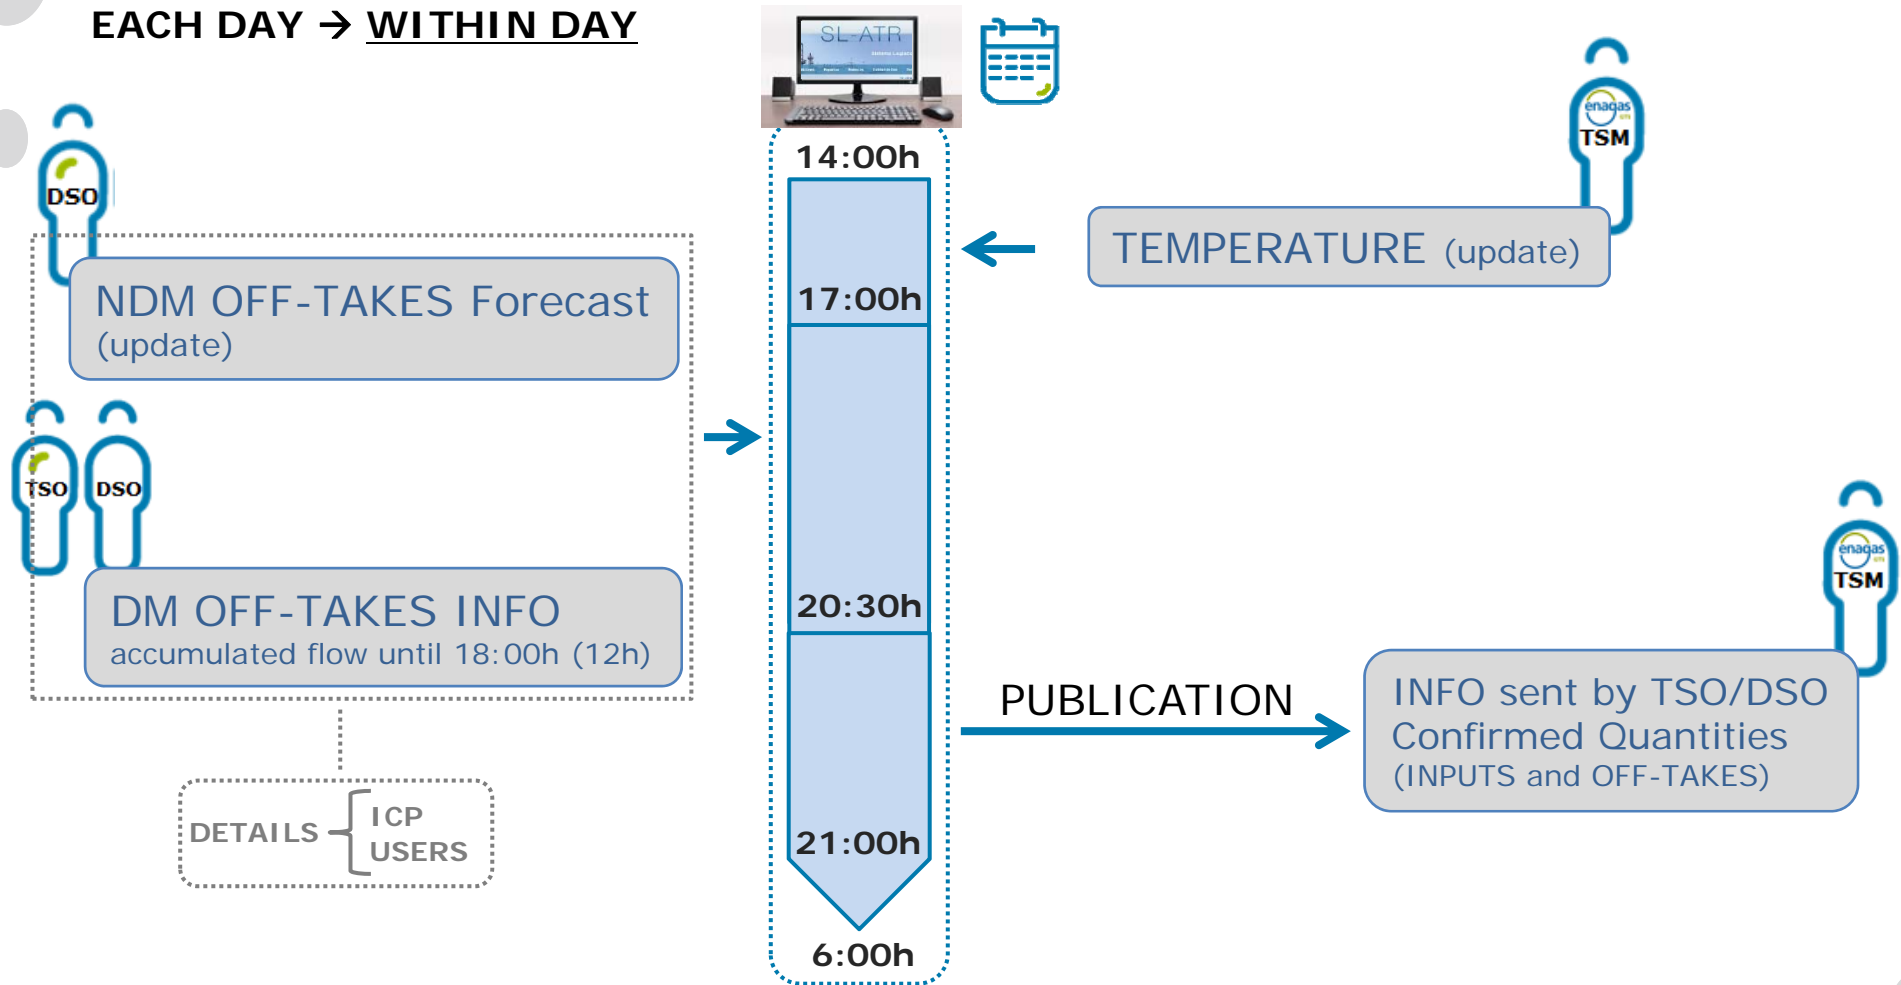 EACH DAY → WITHIN DAY
SL-ATR
14:00h
enagas
TSM
DSO
TEMPERATURE (update)
NDM OFF-TAKES Forecast
(update)
17:00h
TSO DSO
DM OFF-TAKES INFO
accumulated flow until 18:00h (12h)
20:30h
enagas
TSM
PUBLICATION
INFO sent by TSO/DSO
Confirmed Quantities
(INPUTS and OFF-TAKES)
DETAILS
ICP
USERS
21:00h
6:00h